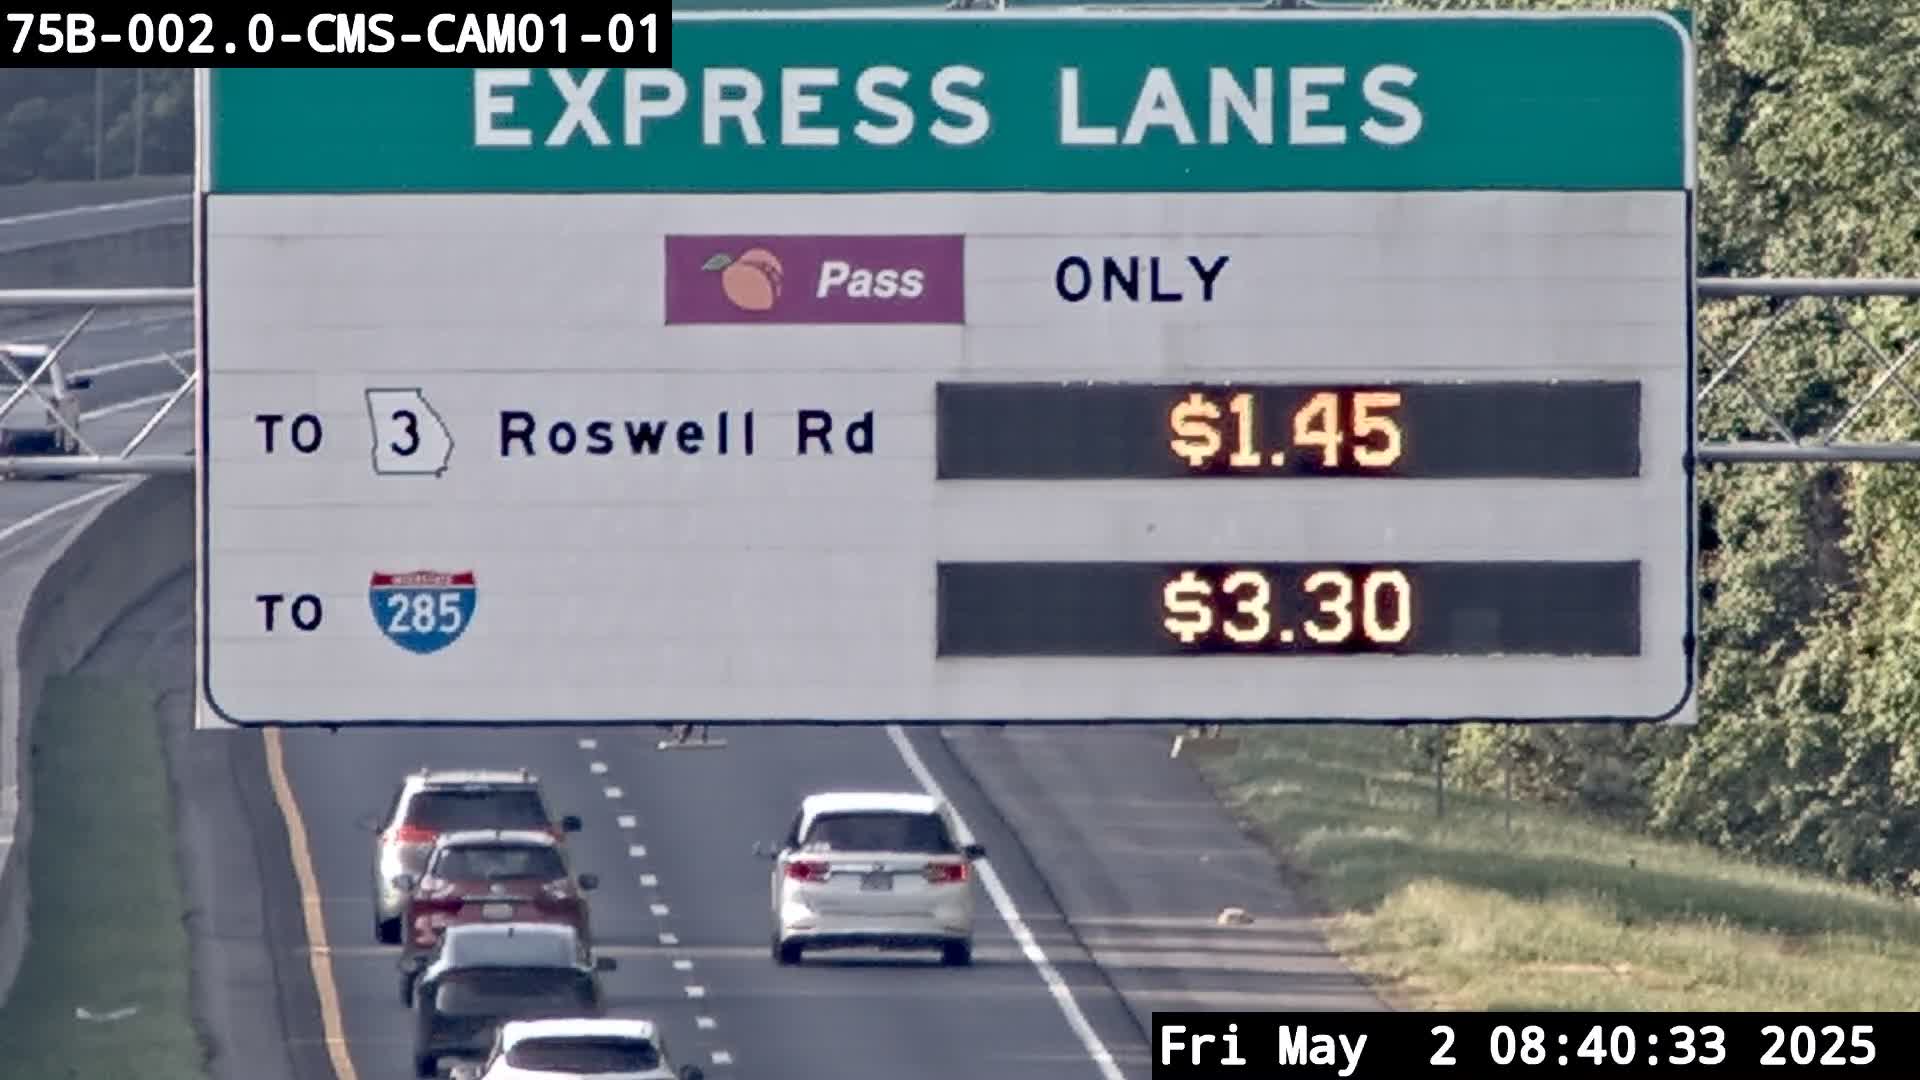 75B-002.0-CMS-CAM01-01
EXPRESS LANES
Pass ONLY
TO 3 Roswell Rd $1.45
TO INTERSTATE 285 $3.30
Fri May 2 08:40:33 2025